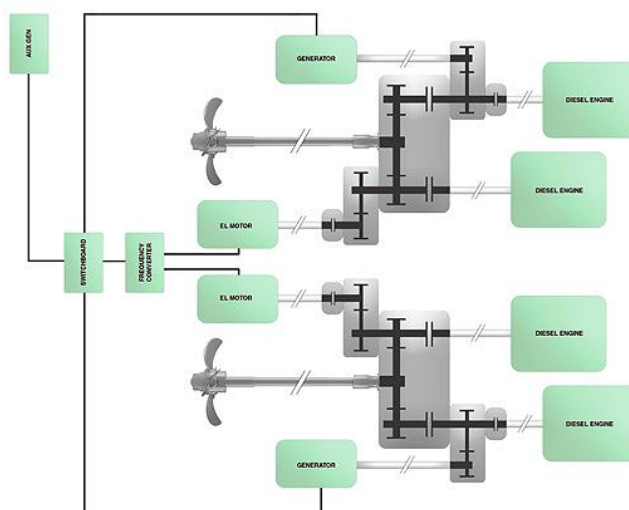 AUX.GEN
GENERATOR
DIESEL ENGINE
DIESEL ENGINE
EL MOTOR
SWITCHBOARD
FREQUENCY
CONVERTER
EL MOTOR
DIESEL ENGINE
DIESEL ENGINE
GENERATOR